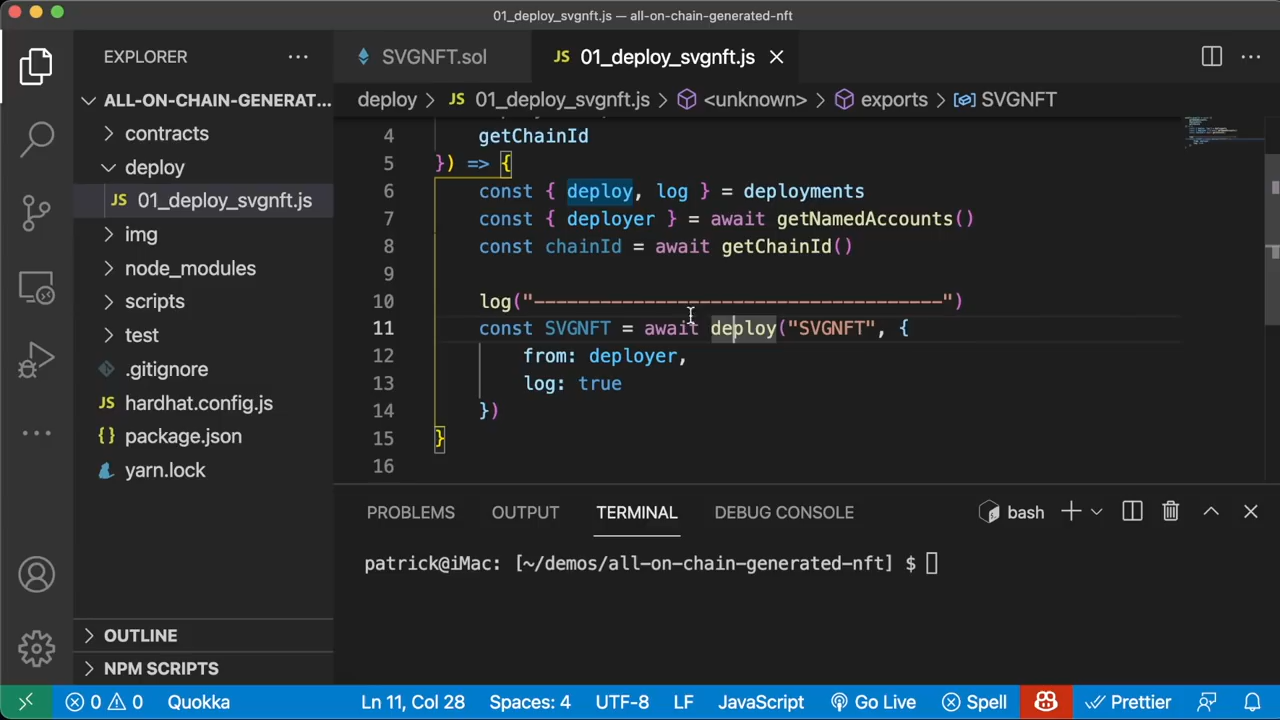 01_deploy_svgnft.js — all-on-chain-generated-nft
EXPLORER
ALL-ON-CHAIN-GENERAT...
contracts
deploy
JS 01_deploy_svgnft.js
img
node_modules
scripts
test
.gitignore
JS hardhat.config.js
{} package.json
yarn.lock
OUTLINE
NPM SCRIPTS
SVGNFT.sol
JS 01_deploy_svgnft.js
deploy > JS 01_deploy_svgnft.js > <unknown> > exports > SVGNFT
4 getChainId
5 }) => {
6 const { deploy, log } = deployments
7 const { deployer } = await getNamedAccounts()
8 const chainId = await getChainId()
9
10 log("-------------------------------------")
11 const SVGNFT = await deploy("SVGNFT", {
12 from: deployer,
13 log: true
14 })
15 }
16
PROBLEMS OUTPUT TERMINAL DEBUG CONSOLE bash
patrick@iMac: [~/demos/all-on-chain-generated-nft] $
0 0 Quokka Ln 11, Col 28 Spaces: 4 UTF-8 LF JavaScript Go Live Spell Prettier